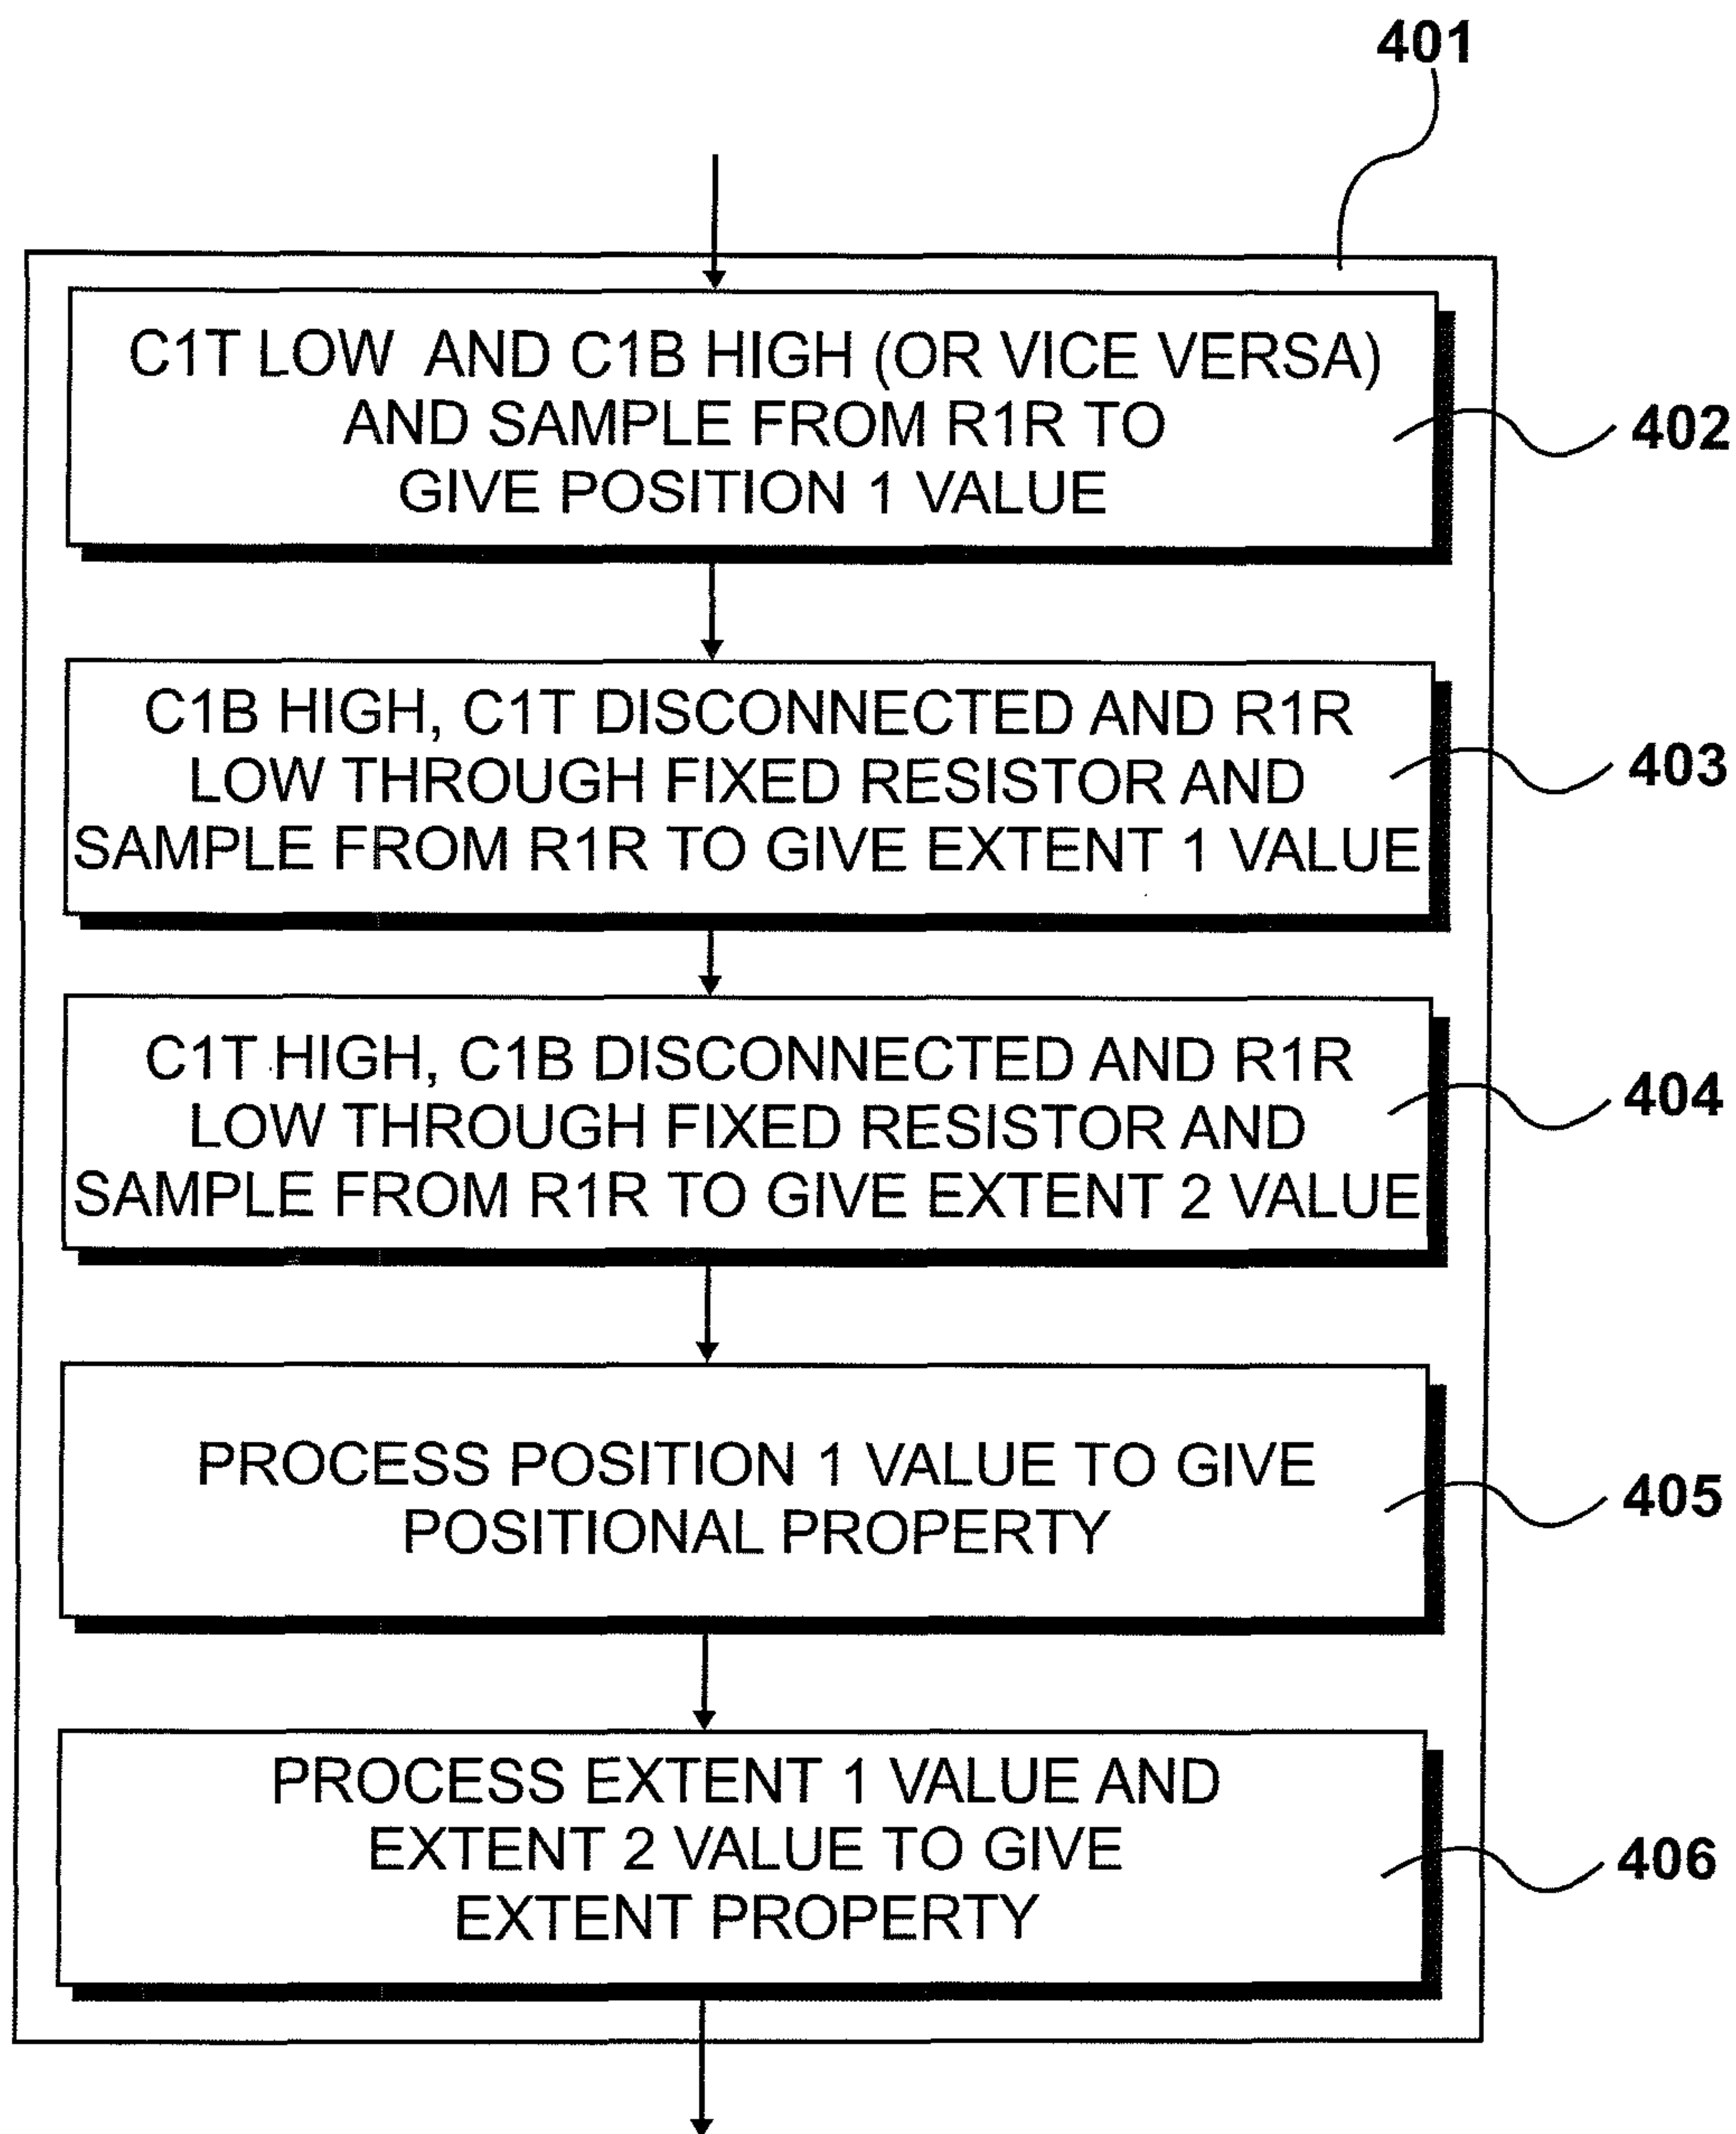 401
C1T LOW AND C1B HIGH (OR VICE VERSA)
AND SAMPLE FROM R1R TO
GIVE POSITION 1 VALUE
402
C1B HIGH, C1T DISCONNECTED AND R1R
LOW THROUGH FIXED RESISTOR AND
SAMPLE FROM R1R TO GIVE EXTENT 1 VALUE
403
C1T HIGH, C1B DISCONNECTED AND R1R
LOW THROUGH FIXED RESISTOR AND
SAMPLE FROM R1R TO GIVE EXTENT 2 VALUE
404
PROCESS POSITION 1 VALUE TO GIVE
POSITIONAL PROPERTY
405
PROCESS EXTENT 1 VALUE AND
EXTENT 2 VALUE TO GIVE
EXTENT PROPERTY
406